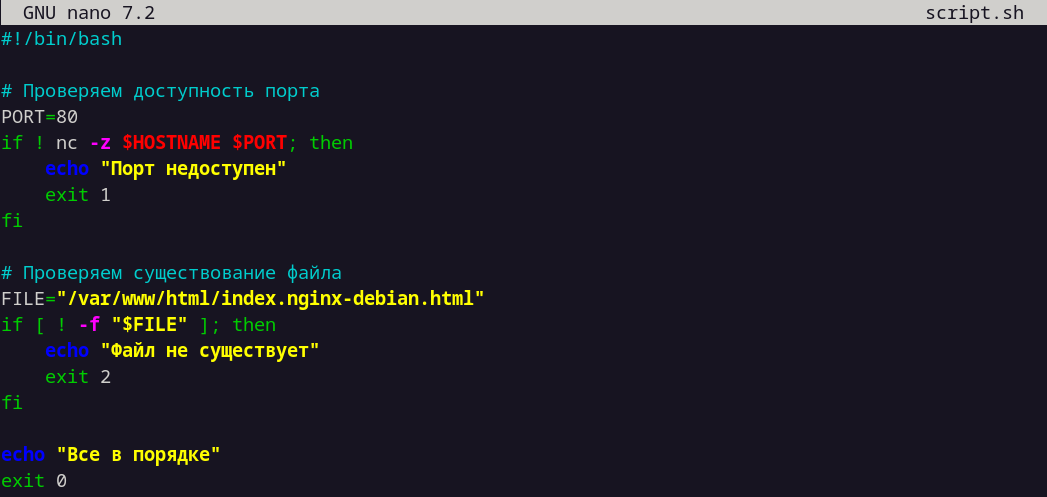 GNU nano 7.2 script.sh
#!/bin/bash
# Проверяем доступность порта
PORT=80
if ! nc -z $HOSTNAME $PORT; then
    echo "Порт недоступен"
    exit 1
fi
# Проверяем существование файла
FILE="/var/www/html/index.nginx-debian.html"
if [ ! -f "$FILE" ]; then
    echo "Файл не существует"
    exit 2
fi
echo "Все в порядке"
exit 0